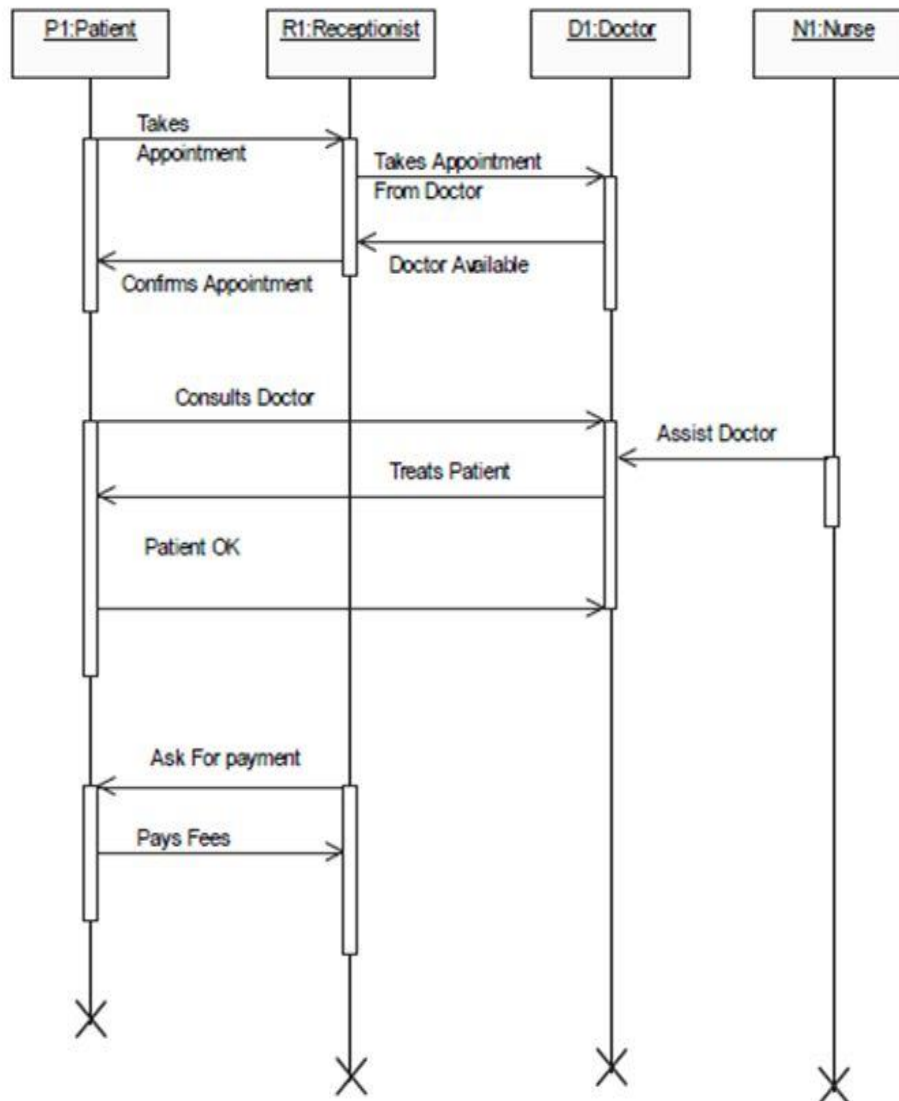 P1:Patient
R1:Receptionist
D1:Doctor
N1:Nurse
Takes
Appointment
Takes Appointment
From Doctor
Doctor Available
Confirms Appointment
Consults Doctor
Assist Doctor
Treats Patient
Patient OK
Ask For payment
Pays Fees